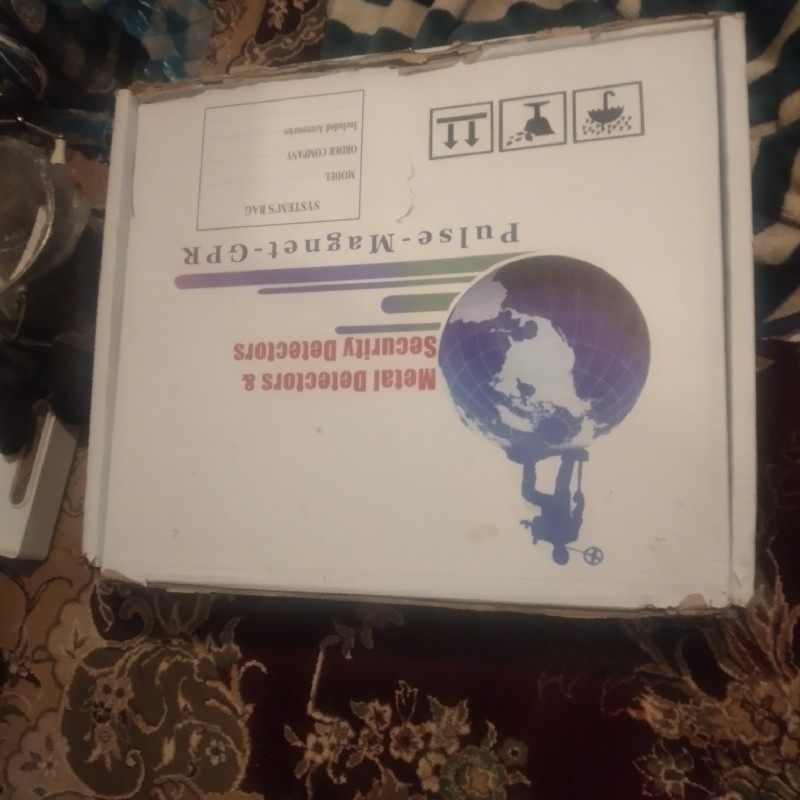 Metal Detectors &
Security Detectors
Pulse-Magnet-GPR
SYSTEM'S BAG
MODEL
ORDER COMPANY
Included Accessories